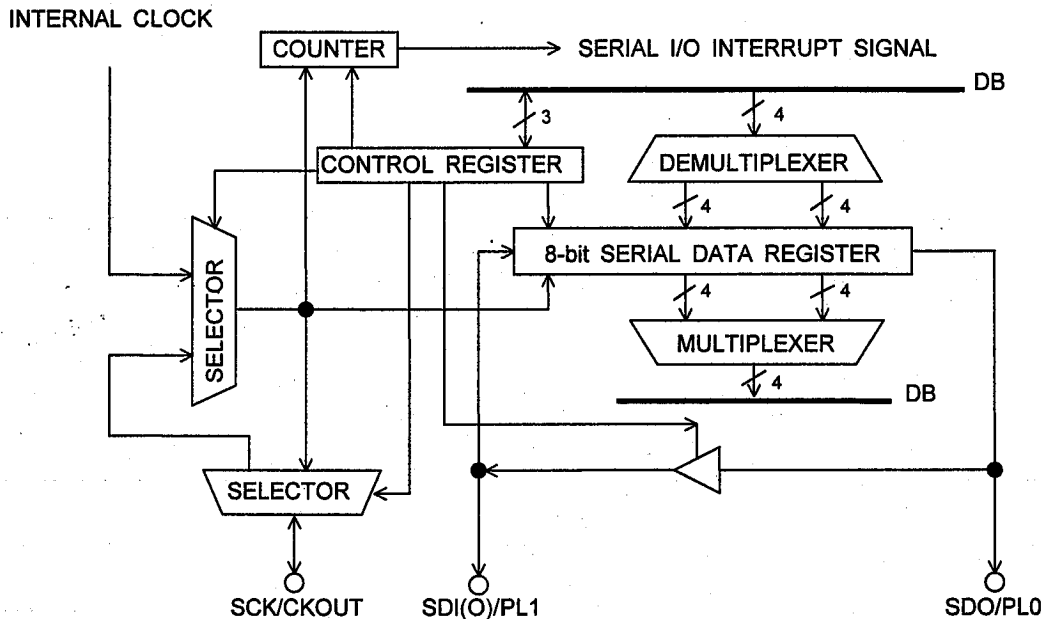 INTERNAL CLOCK
COUNTER
SERIAL I/O INTERRUPT SIGNAL
DB
3
4
CONTROL REGISTER
DEMULTIPLEXER
4
4
8-bit SERIAL DATA REGISTER
SELECTOR
4
4
MULTIPLEXER
4
DB
SELECTOR
SCK/CKOUT
SDI(O)/PL1
SDO/PL0